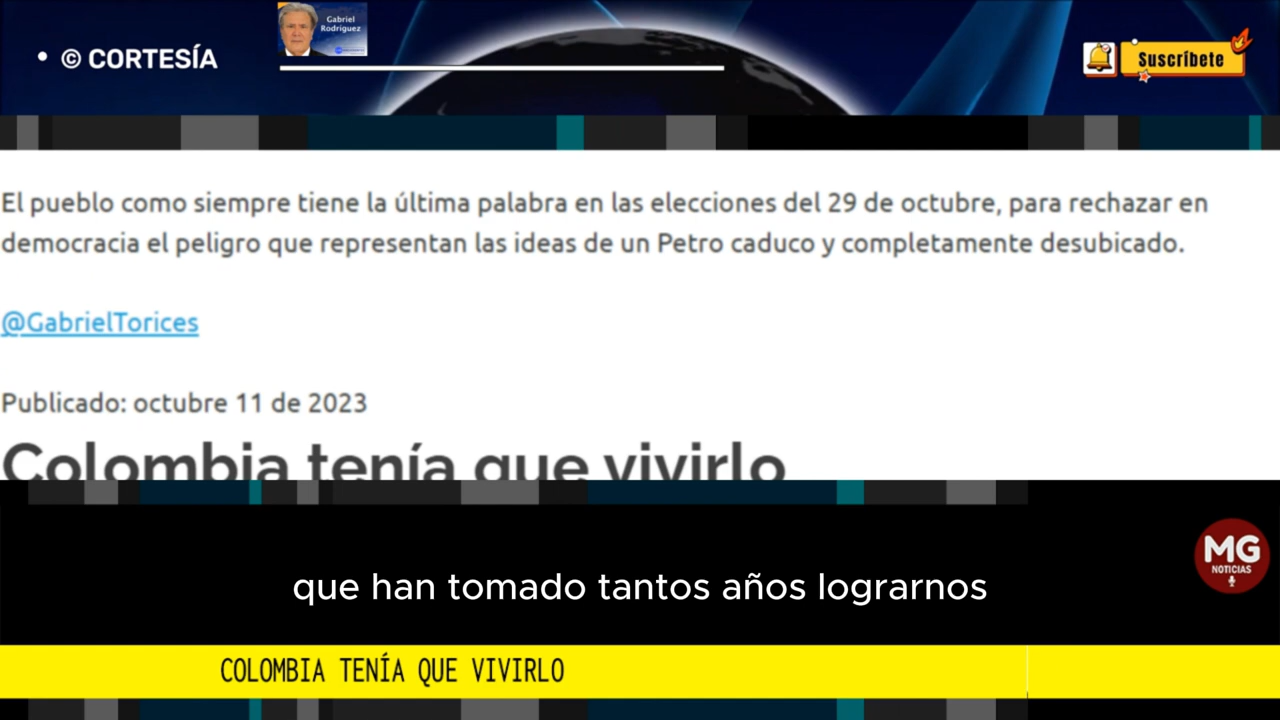 • © CORTESÍA
Gabriel
Rodriguez
Suscríbete
El pueblo como siempre tiene la última palabra en las elecciones del 29 de octubre, para rechazar en
democracia el peligro que representan las ideas de un Petro caduco y completamente desubicado.
@GabrielTorices
Publicado: octubre 11 de 2023
Colombia tenía que vivirlo
MG
NOTICIAS
que han tomado tantos años lograrnos
COLOMBIA TENÍA QUE VIVIRLO